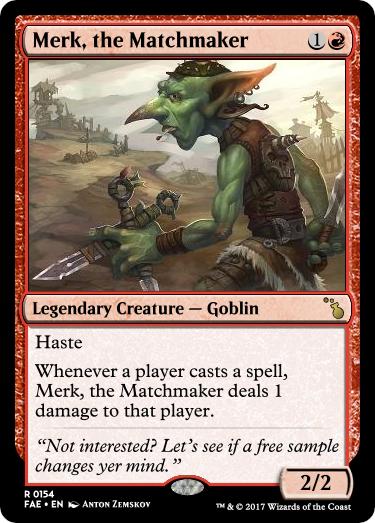 Merk, the Matchmaker 1
Legendary Creature — Goblin
Haste
Whenever a player casts a spell,
Merk, the Matchmaker deals 1
damage to that player.
“Not interested? Let’s see if a free sample
changes yer mind.”
2/2
R 0154
FAE • EN Anton Zemskov
™ & © 2017 Wizards of the Coast